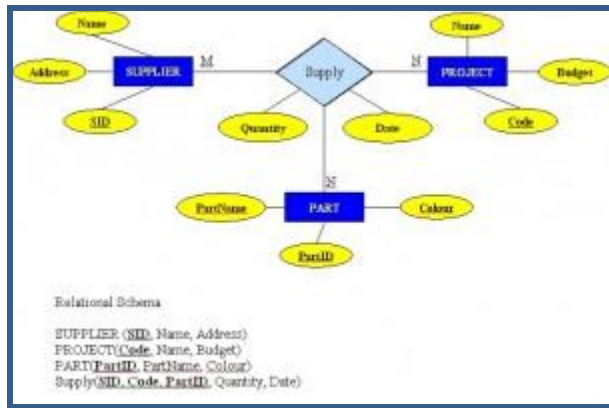 Name
Name
Address
SUPPLIER
M
Supply
N
PROJECT
Budget
SID
Quantity
Date
Code
N
PartName
PART
Colour
PartID
Relational Schema
SUPPLIER (SID, Name, Address)
PROJECT(Code, Name, Budget)
PART(PartID, PartName, Colour)
Supply(SID, Code, PartID, Quantity, Date)